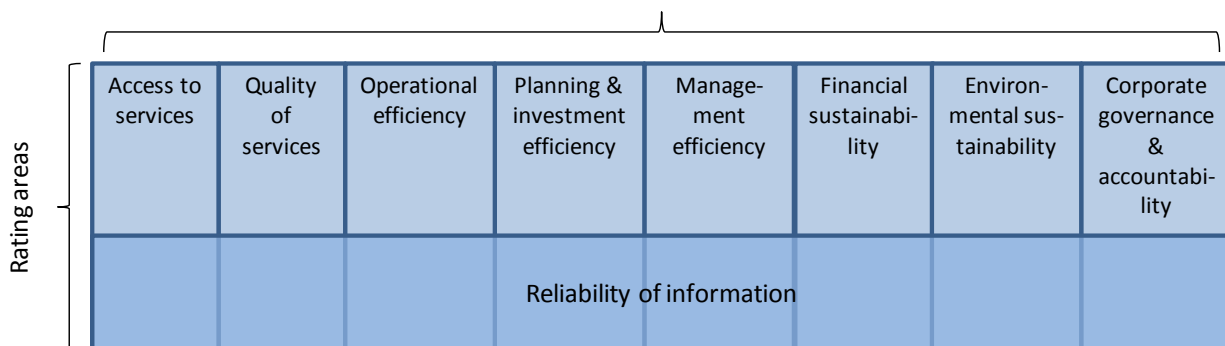 Rating areas
Access to
services
Quality
of
services
Operational
efficiency
Planning &
investment
efficiency
Manage-
ment
efficiency
Financial
sustainabi-
lity
Environ-
mental sus-
tainability
Corporate
governance
&
accountabi-
lity
Reliability of information